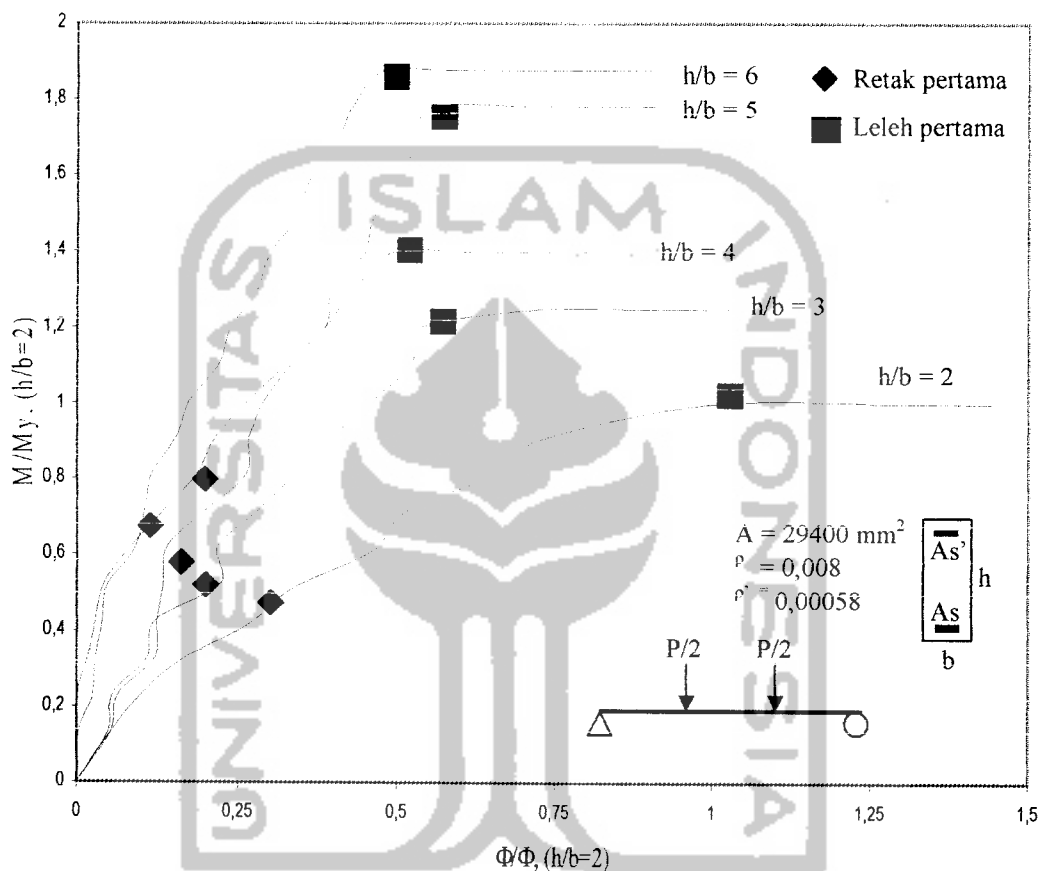 2
1,8
1,6
1,4
1,2
1
0,8
0,6
0,4
0,2
0
M/My. (h/b=2)
h/b = 6
h/b = 5
h/b = 4
h/b = 3
h/b = 2
Retak pertama
Leleh pertama
UNIVERSITAS
ISLAM
INDONESIA
A = 29400 mm²
ρ = 0,008
ρ' = 0,00058
As'
As
h
b
P/2
P/2
0
0,25
0,5
0,75
1
1,25
1,5
Φ/Φ, (h/b=2)